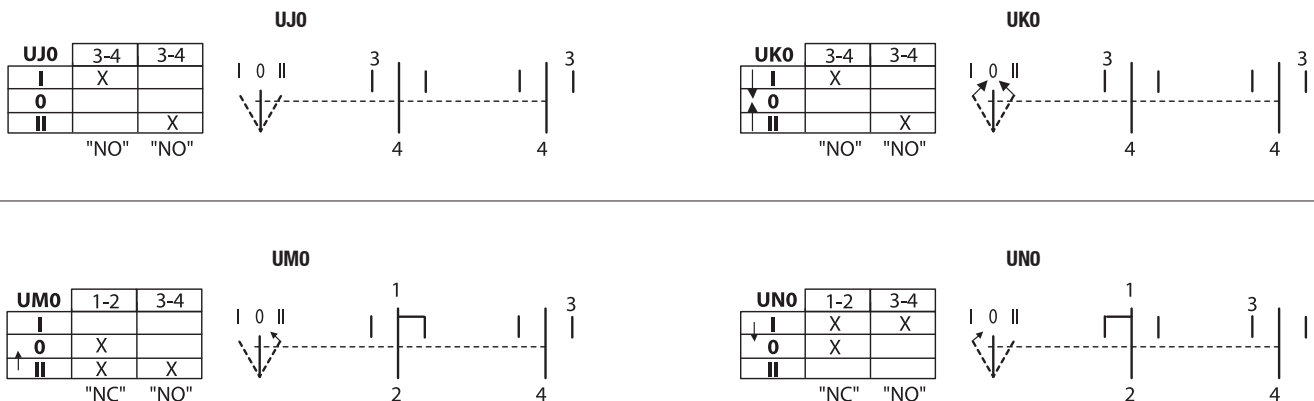 UJ0
UJ0 3-4 3-4
I X
0
II X
"NO" "NO"
I 0 II
3 3
4 4
UK0
UK0 3-4 3-4
I X
0
II X
"NO" "NO"
I 0 II
3 3
4 4
UM0
UM0 1-2 3-4
I
0 X
II X X
"NC" "NO"
I 0 II
1 3
2 4
UN0
UN0 1-2 3-4
I X X
0 X
II
"NC" "NO"
I 0 II
1 3
2 4